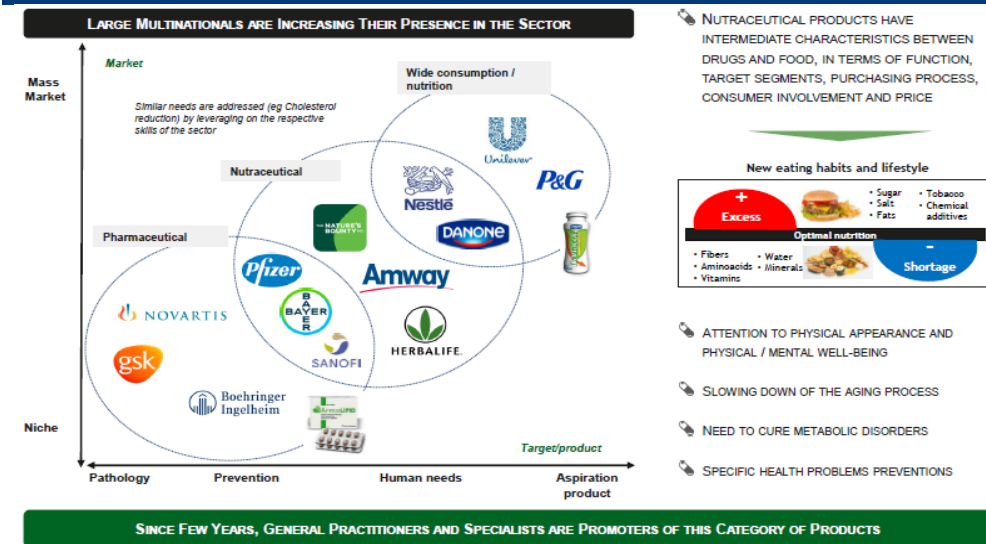 LARGE MULTINATIONALS ARE INCREASING THEIR PRESENCE IN THE SECTOR
Market
Mass
Market
Similar needs are addressed (eg Cholesterol
reduction) by leveraging on the respective
skills of the sector
Wide consumption /
nutrition
Unilever
P&G
Nutraceutical
Nestlé
DANONE
THE NATURE'S
BOUNTY CO
Pharmaceutical
Pfizer
Amway
BAYER
BAYER
NOVARTIS
HERBALIFE.
SANOFI
gsk
Boehringer
Ingelheim
ArmoLIPID
Niche
Target/product
Pathology
Prevention
Human needs
Aspiration
product
NUTRACEUTICAL PRODUCTS HAVE
INTERMEDIATE CHARACTERISTICS BETWEEN
DRUGS AND FOOD, IN TERMS OF FUNCTION,
TARGET SEGMENTS, PURCHASING PROCESS,
CONSUMER INVOLVEMENT AND PRICE
New eating habits and lifestyle
+
Excess
• Sugar
• Salt
• Fats
• Tobacco
• Chemical
additives
Optimal nutrition
• Fibers
• Aminoacids
• Vitamins
• Water
• Minerals
-
Shortage
ATTENTION TO PHYSICAL APPEARANCE AND
PHYSICAL / MENTAL WELL-BEING
SLOWING DOWN OF THE AGING PROCESS
NEED TO CURE METABOLIC DISORDERS
SPECIFIC HEALTH PROBLEMS PREVENTIONS
SINCE FEW YEARS, GENERAL PRACTITIONERS AND SPECIALISTS ARE PROMOTERS OF THIS CATEGORY OF PRODUCTS